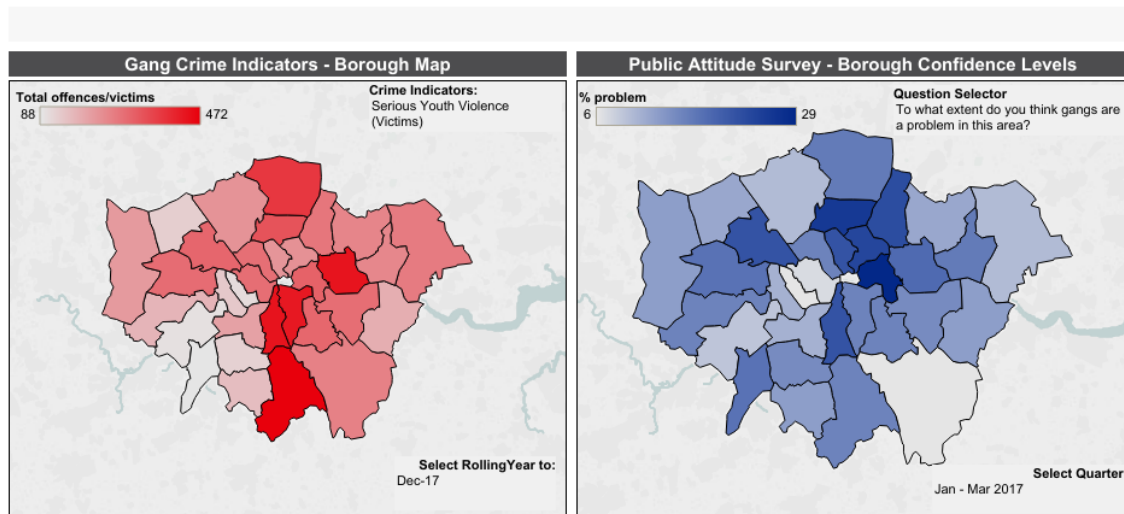 Gang Crime Indicators - Borough Map
Total offences/victims
88 472
Crime Indicators:
Serious Youth Violence
(Victims)
Select RollingYear to:
Dec-17
Public Attitude Survey - Borough Confidence Levels
% problem
6 29
Question Selector
To what extent do you think gangs are
a problem in this area?
Select Quarter
Jan - Mar 2017